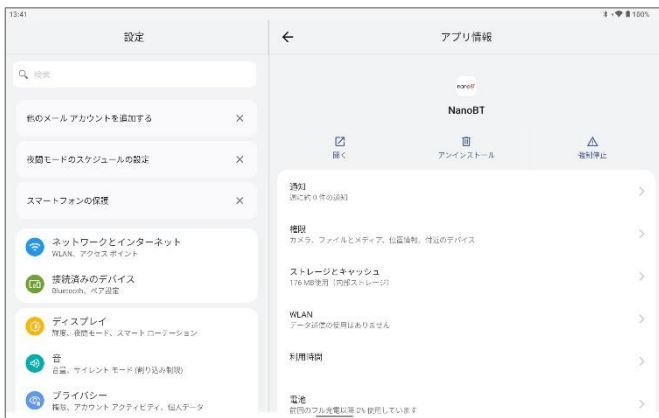 13:41
100%
設定
検索
他のメール アカウントを追加する
夜間モードのスケジュールの設定
スマートフォンの保護
ネットワークとインターネット
WLAN、アクセス ポイント
接続済みのデバイス
Bluetooth、ペア設定
ディスプレイ
輝度、夜間モード、スマート ローテーション
音
音量、サイレント モード (割り込み制限)
プライバシー
権限、アカウント アクティビティ、個人データ
アプリ情報
nanoBT
NanoBT
開く
アンインストール
強制停止
通知
週に約 0 件の通知
権限
カメラ、ファイルとメディア、位置情報、付近のデバイス
ストレージとキャッシュ
176 MB使用（内部ストレージ）
WLAN
データ送信の使用はありません
利用時間
電池
前回のフル充電以降 0% 使用しています